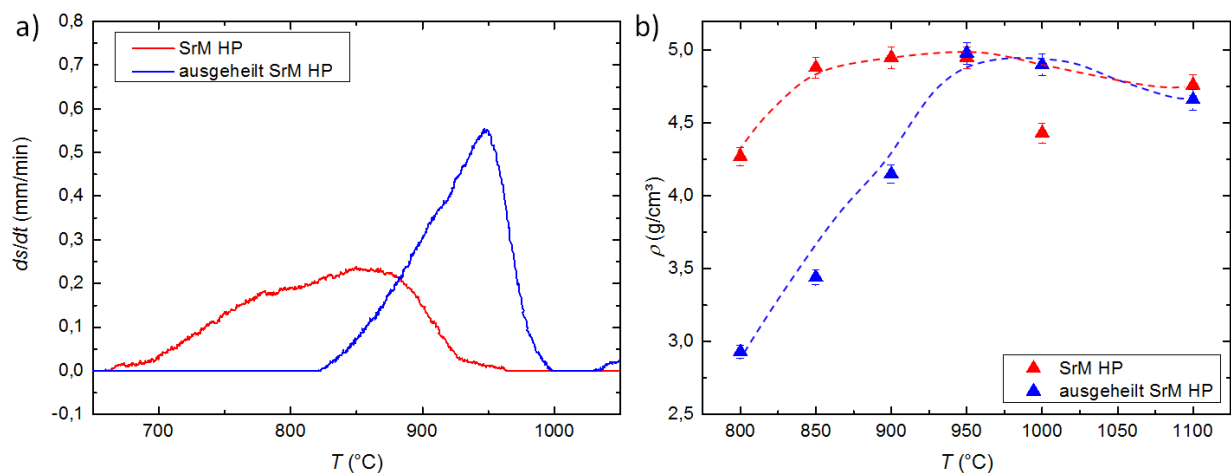 a)
0,8
0,7
0,6
0,5
0,4
0,3
0,2
0,1
0,0
-0,1
ds/dt (mm/min)
SrM HP
ausgeheilt SrM HP
700 800 900 1000
T (°C)
b)
5,0
4,5
4,0
3,5
3,0
2,5
ρ (g/cm³)
SrM HP
ausgeheilt SrM HP
800 850 900 950 1000 1050 1100
T (°C)